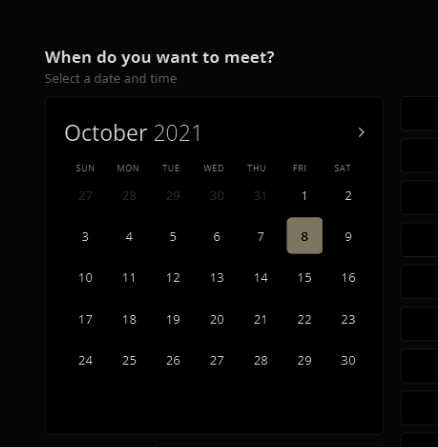 When do you want to meet?
Select a date and time
October 2021
SUN MON TUE WED THU FRI SAT
27 28 29 30 31 1 2
3 4 5 6 7 8 9
10 11 12 13 14 15 16
17 18 19 20 21 22 23
24 25 26 27 28 29 30